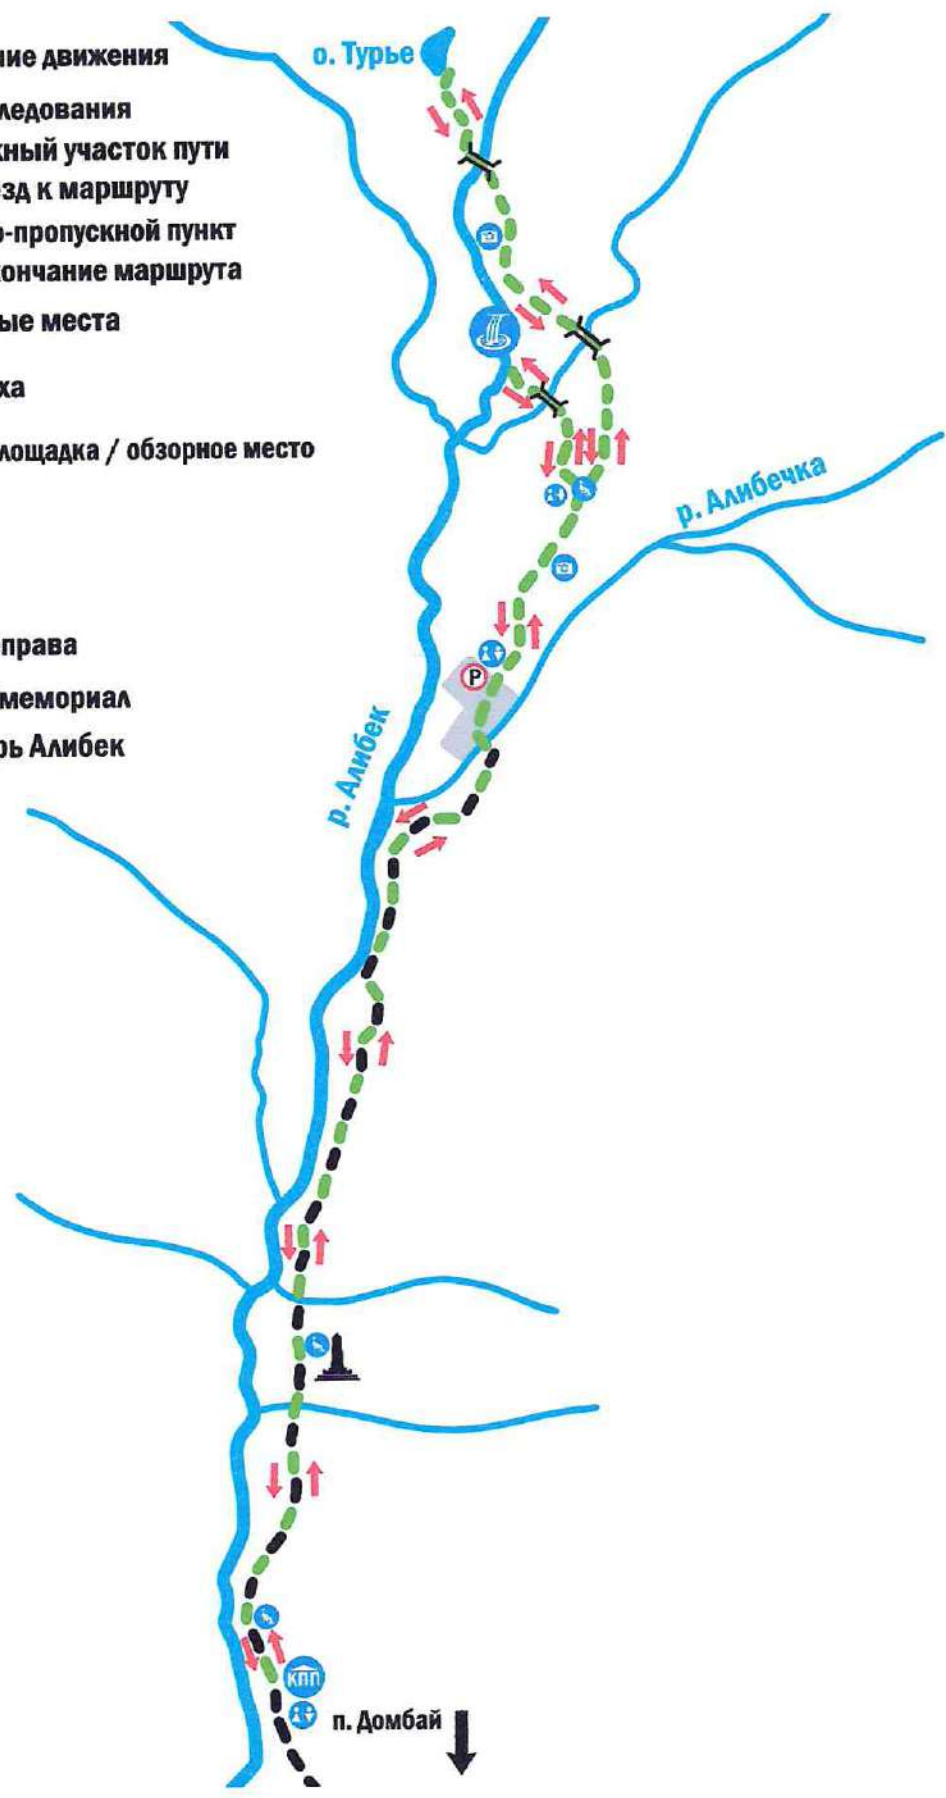 ние движения
ледования
жный участок пути
зд к маршруту
о-пропускной пункт
кончание маршрута
ые места
ха
лощадка / обзорное место
права
мемориал
рь Алибек
о. Турье
р. Алибечка
P
р. Алибек
КПП
п. Домбай